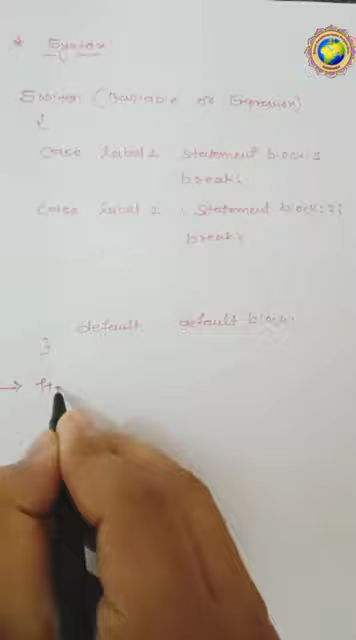 * Syntax
Switch (Variable or Expression)
{
Case label 1 Statement block:1
break;
Case label 2 : Statement block:2;
break;
default default block.
}
→